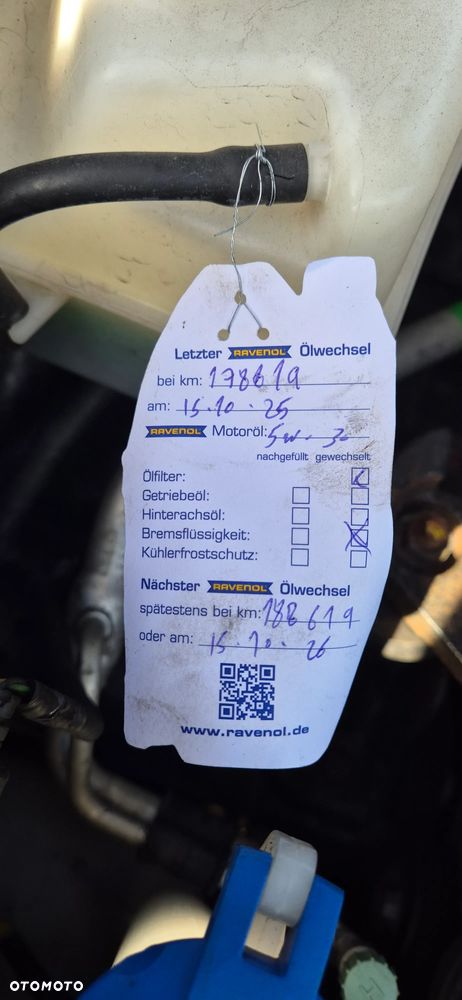 Letzter RAVENOL Ölwechsel
bei km: 178619
am: 15.10.25
RAVENOL Motoröl: 5w-30
nachgefüllt gewechselt
Ölfilter:
Getriebeöl:
Hinterachsöl:
Bremsflüssigkeit:
Kühlerfrostschutz:
Nächster RAVENOL Ölwechsel
spätestens bei km: 188619
oder am: 15.10.26
www.ravenol.de
OTOMOTO